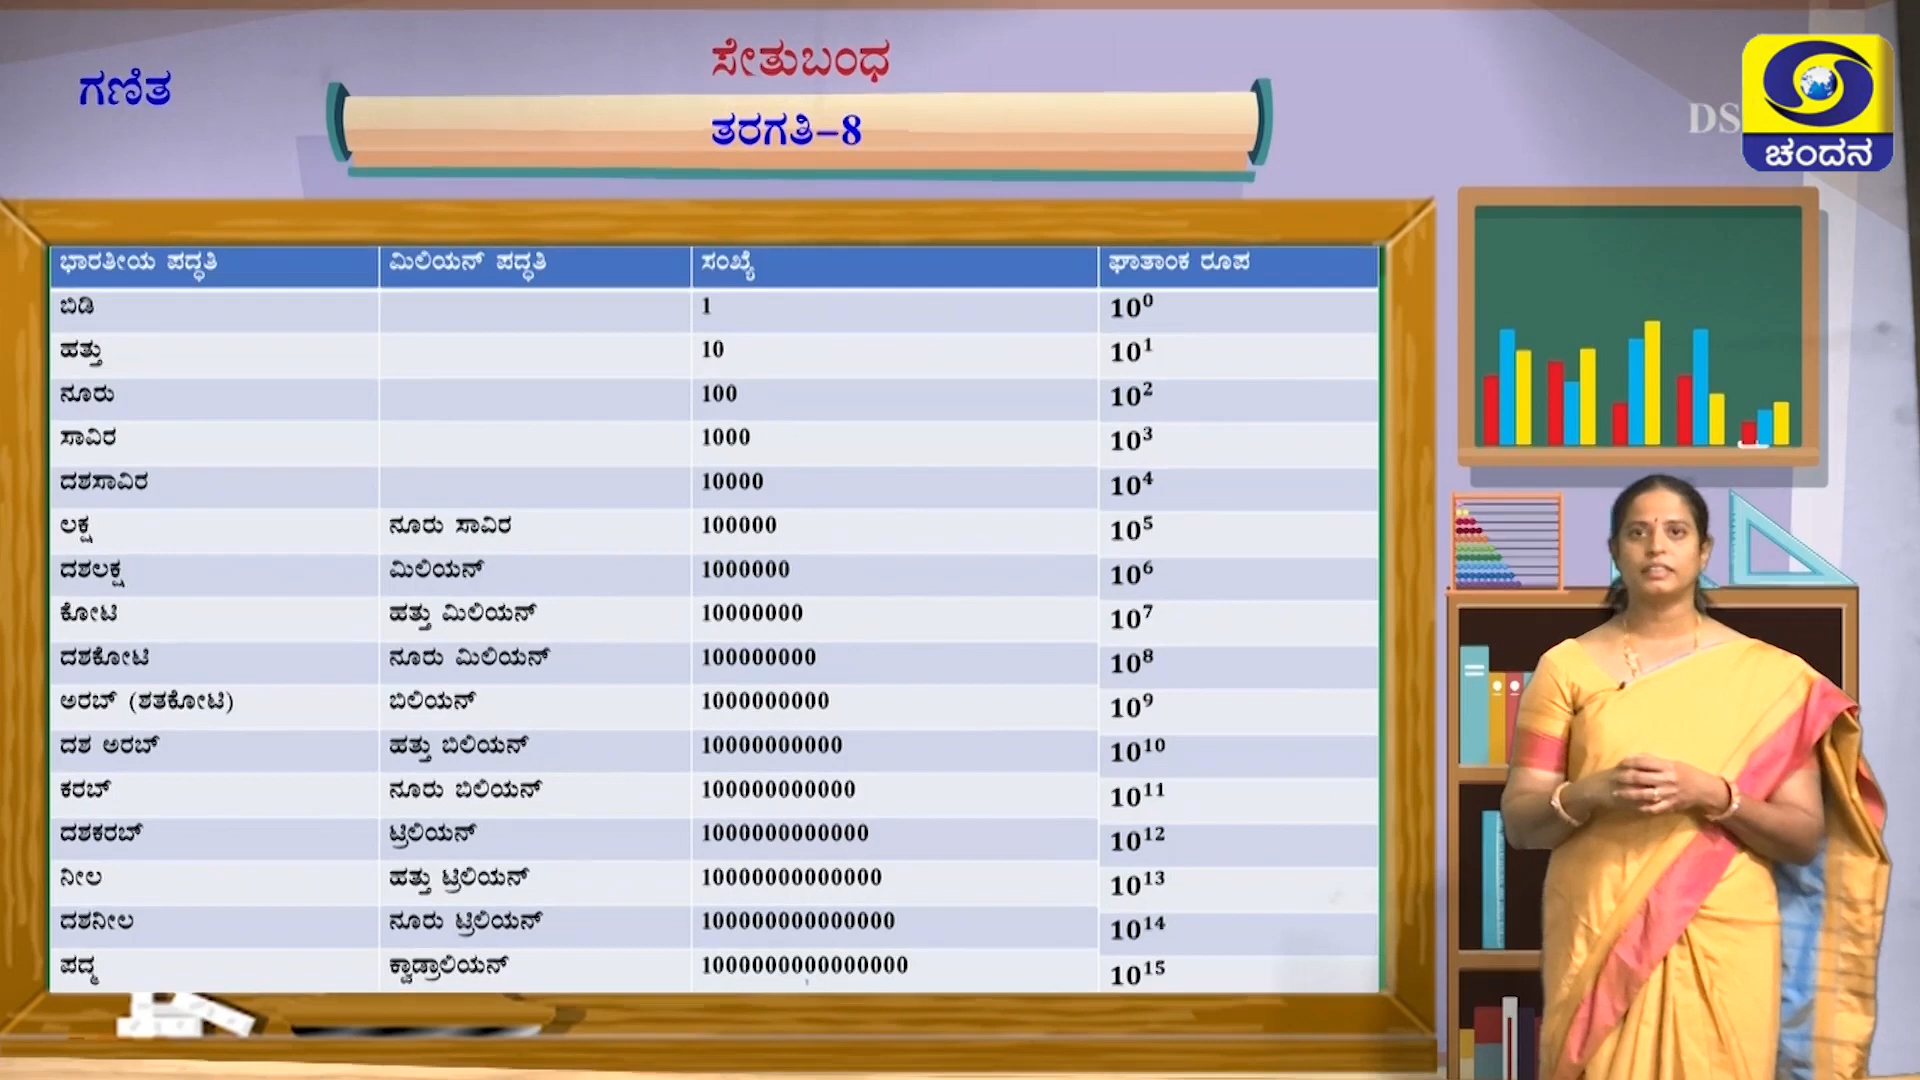 ಸೇತುಬಂಧ
ಗಣಿತ
ತರಗತಿ-8
DS
ಚಂದನ
ಭಾರತೀಯ ಪದ್ಧತಿ ಮಿಲಿಯನ್ ಪದ್ಧತಿ ಸಂಖ್ಯೆ ಘಾತಾಂಕ ರೂಪ
ಬಿಡಿ 1 10⁰
ಹತ್ತು 10 10¹
ನೂರು 100 10²
ಸಾವಿರ 1000 10³
ದಶಸಾವಿರ 10000 10⁴
ಲಕ್ಷ ನೂರು ಸಾವಿರ 100000 10⁵
ದಶಲಕ್ಷ ಮಿಲಿಯನ್ 1000000 10⁶
ಕೋಟಿ ಹತ್ತು ಮಿಲಿಯನ್ 10000000 10⁷
ದಶಕೋಟಿ ನೂರು ಮಿಲಿಯನ್ 100000000 10⁸
ಅರಬ್ (ಶತಕೋಟಿ) ಬಿಲಿಯನ್ 1000000000 10⁹
ದಶ ಅರಬ್ ಹತ್ತು ಬಿಲಿಯನ್ 10000000000 10¹⁰
ಕರಬ್ ನೂರು ಬಿಲಿಯನ್ 100000000000 10¹¹
ದಶಕರಬ್ ಟ್ರಿಲಿಯನ್ 1000000000000 10¹²
ನೀಲ ಹತ್ತು ಟ್ರಿಲಿಯನ್ 10000000000000 10¹³
ದಶನೀಲ ನೂರು ಟ್ರಿಲಿಯನ್ 100000000000000 10¹⁴
ಪದ್ಮ ಕ್ವಾಡ್ರಾಲಿಯನ್ 1000000000000000 10¹⁵